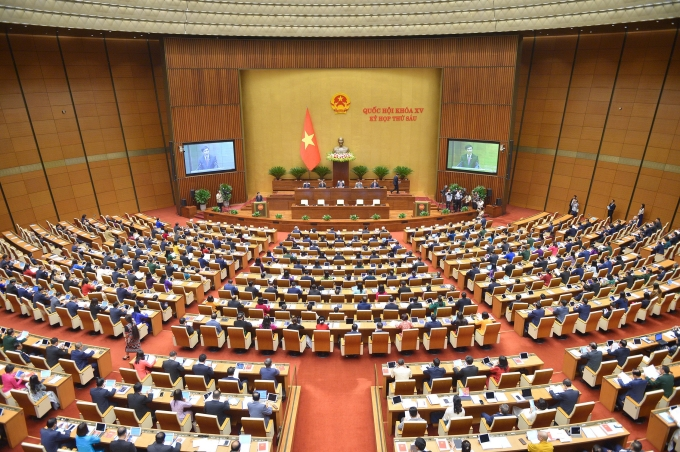 QUỐC HỘI KHÓA XV
KỲ HỌP THỨ SÁU